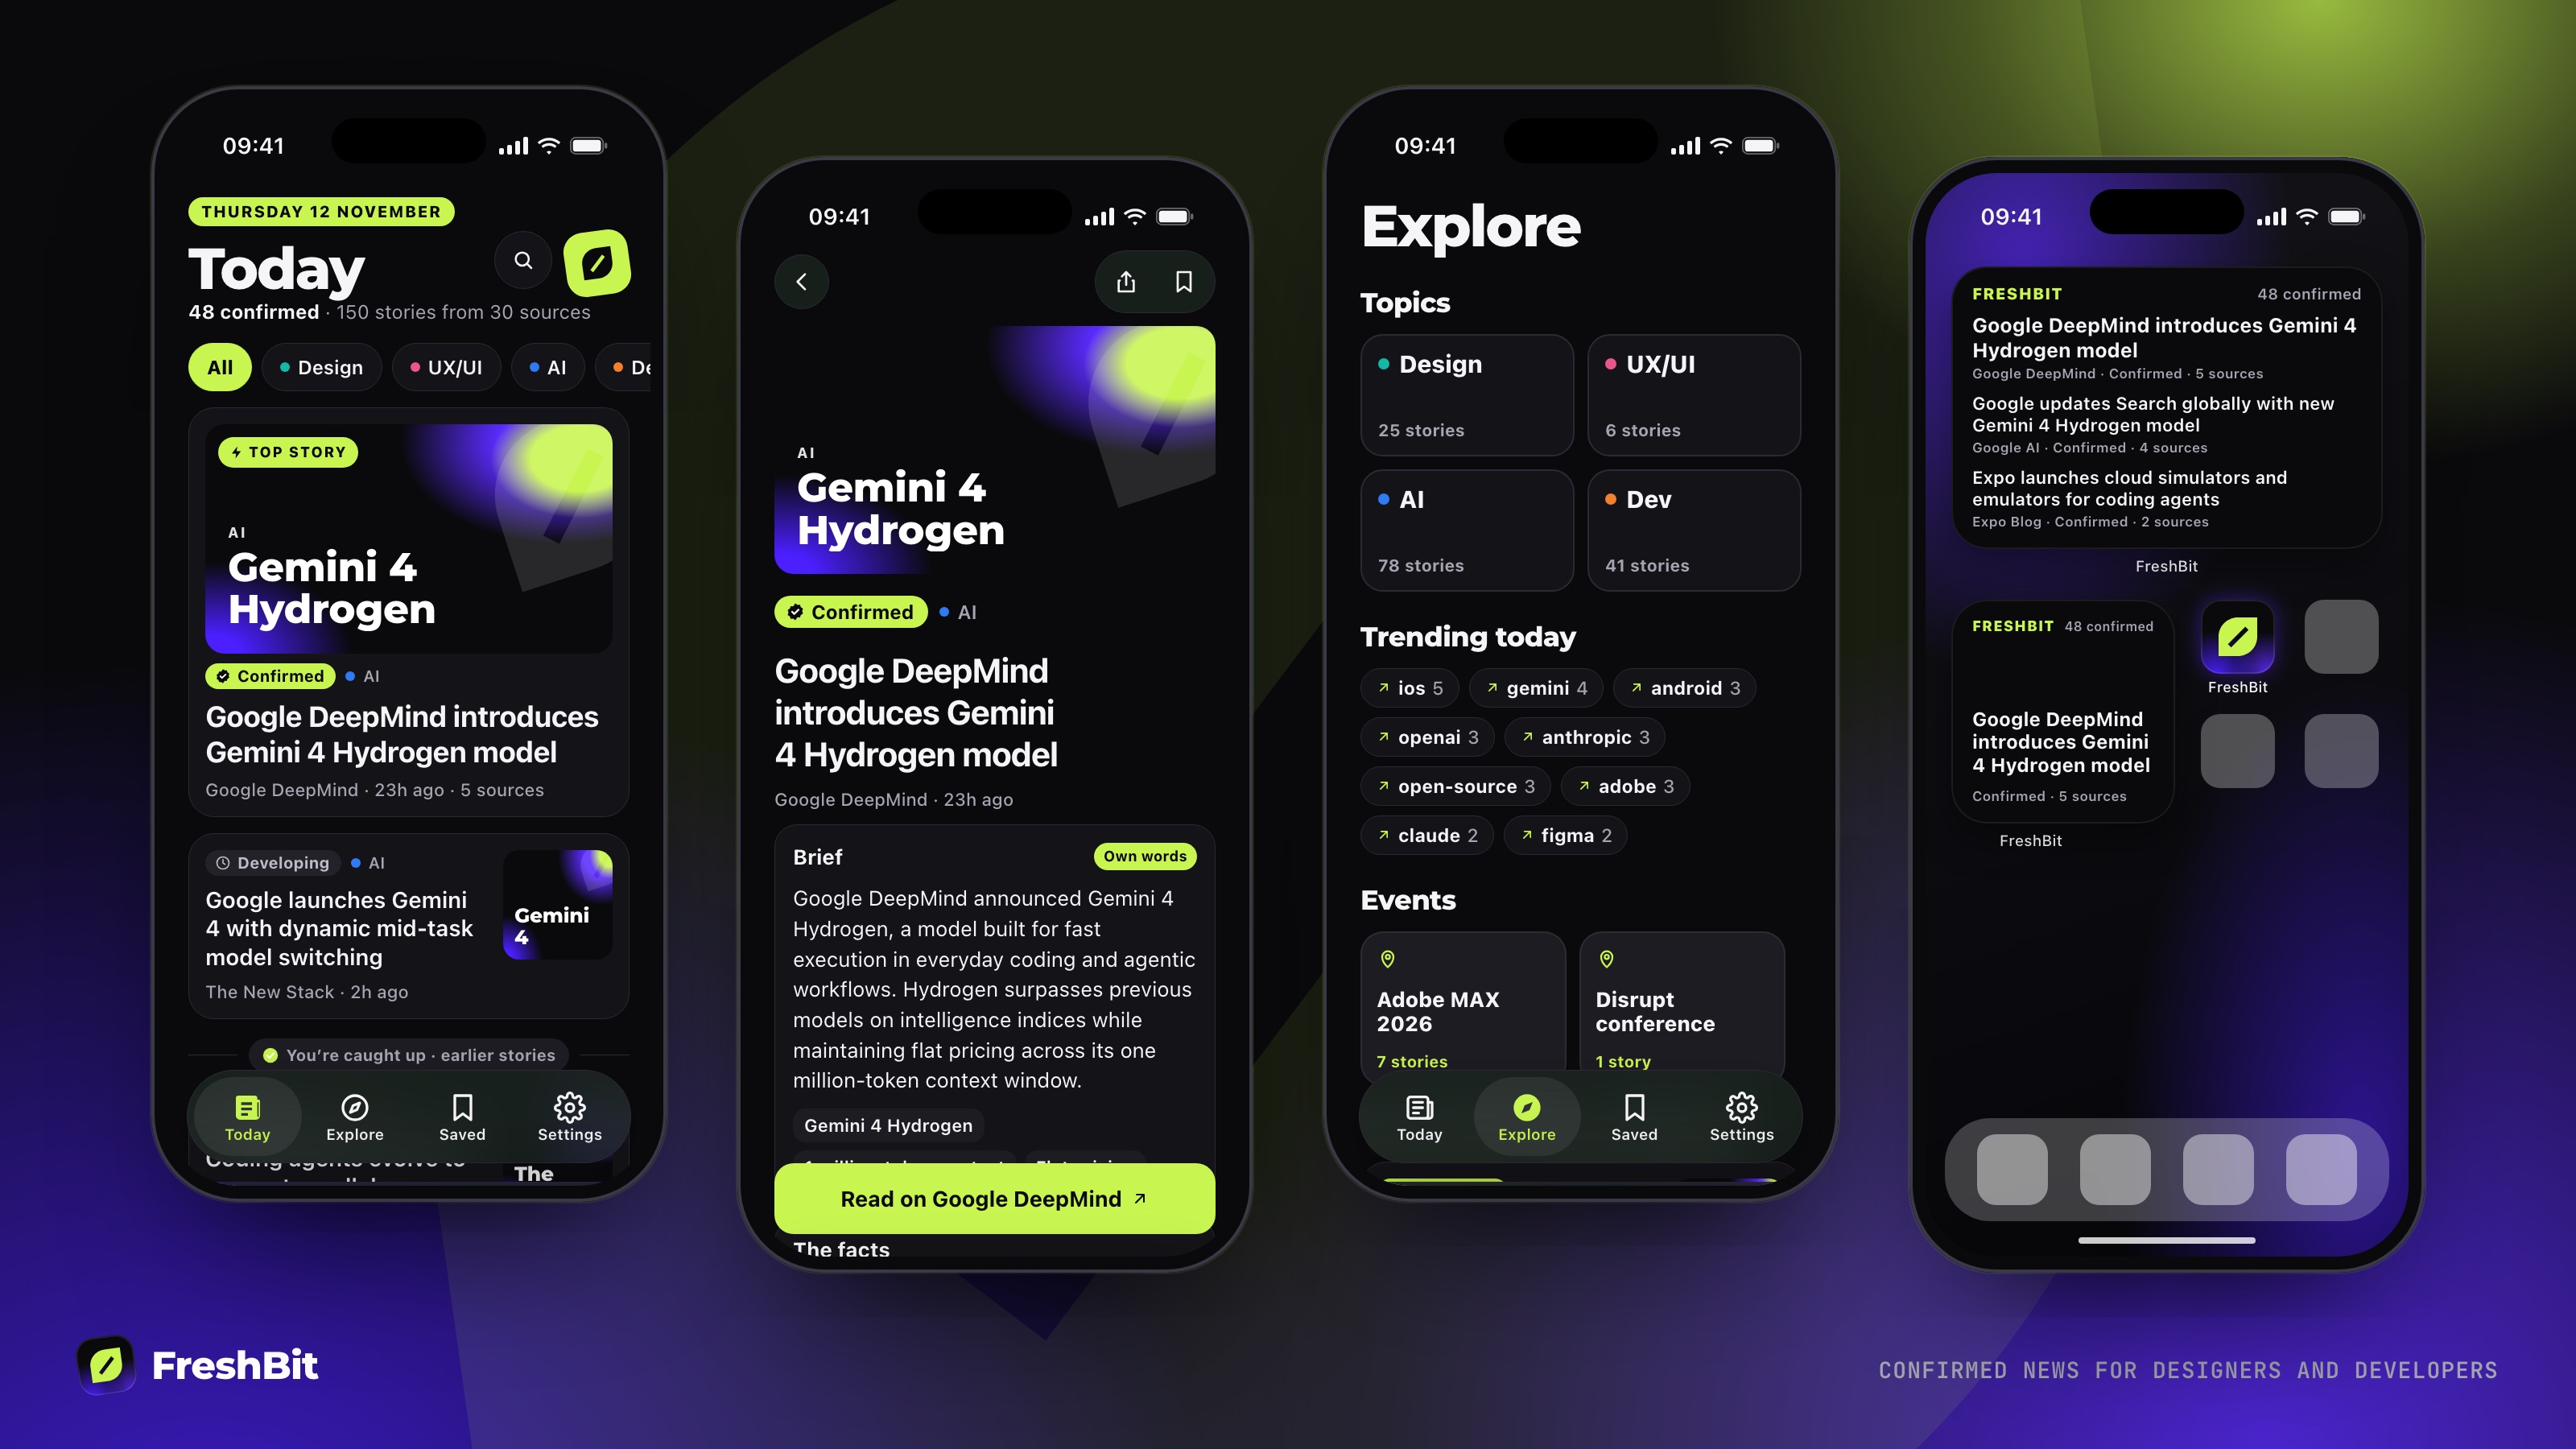 09:41
THURSDAY 12 NOVEMBER
Today
48 confirmed · 150 stories from 30 sources
All
Design
UX/UI
AI
De
TOP STORY
AI
Gemini 4
Hydrogen
Confirmed
AI
Google DeepMind introduces
Gemini 4 Hydrogen model
Google DeepMind · 23h ago · 5 sources
Developing
AI
Google launches Gemini
4 with dynamic mid-task
model switching
The New Stack · 2h ago
Gemini
4
You're caught up · earlier stories
Today
Explore
Saved
Settings
The
09:41
AI
Gemini 4
Hydrogen
Confirmed
AI
Google DeepMind
introduces Gemini
4 Hydrogen model
Google DeepMind · 23h ago
Brief
Own words
Google DeepMind announced Gemini 4
Hydrogen, a model built for fast
execution in everyday coding and agentic
workflows. Hydrogen surpasses previous
models on intelligence indices while
maintaining flat pricing across its one
million-token context window.
Gemini 4 Hydrogen
Read on Google DeepMind
The facts
09:41
Explore
Topics
Design
25 stories
UX/UI
6 stories
AI
78 stories
Dev
41 stories
Trending today
ios 5
gemini 4
android 3
openai 3
anthropic 3
open-source 3
adobe 3
claude 2
figma 2
Events
Adobe MAX
2026
7 stories
Disrupt
conference
1 story
Today
Explore
Saved
Settings
09:41
FRESHBIT
48 confirmed
Google DeepMind introduces Gemini 4
Hydrogen model
Google DeepMind · Confirmed · 5 sources
Google updates Search globally with new
Gemini 4 Hydrogen model
Google AI · Confirmed · 4 sources
Expo launches cloud simulators and
emulators for coding agents
Expo Blog · Confirmed · 2 sources
FreshBit
FRESHBIT
48 confirmed
Google DeepMind
introduces Gemini
4 Hydrogen model
Confirmed · 5 sources
FreshBit
FreshBit
FreshBit
CONFIRMED NEWS FOR DESIGNERS AND DEVELOPERS